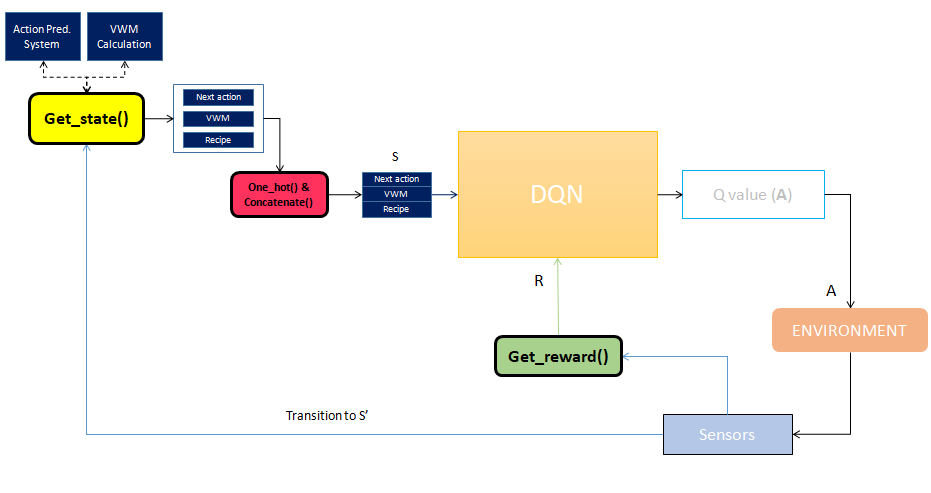 Action Pred.
System
VWM
Calculation
Get_state()
Next action
VWM
Recipe
One_hot() &
Concatenate()
S
Next action
VWM
Recipe
DQN
Q value (A)
A
ENVIRONMENT
R
Get_reward()
Sensors
Transition to S’